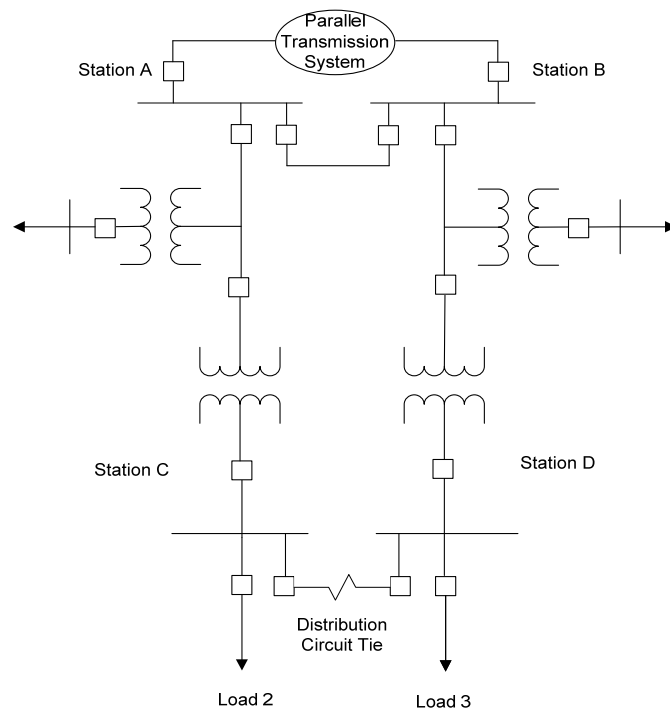 Parallel
Transmission
System
Station A
Station B
Station C
Station D
Distribution
Circuit Tie
Load 2
Load 3